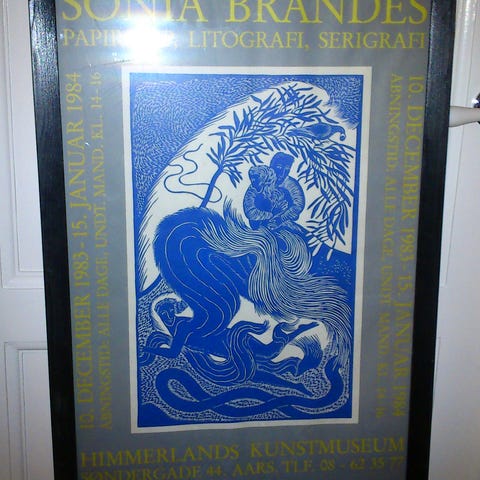 SONIA BRANDES
LITOGRAFI, SERIGRAFI
10. DECEMBER 1983 - 15. JANUAR 1984
ÅBNINGSTID: ALLE DAGE, UNDT. MAND. KL. 14-16
10. DECEMBER 1983 - 15. JANUAR 1984
ÅBNINGSTID: ALLE DAGE, UNDT. MAND. KL. 14-16
HIMMERLANDS KUNSTMUSEUM
SØNDERGADE 44, AARS, TLF. 08 - 62 35 77